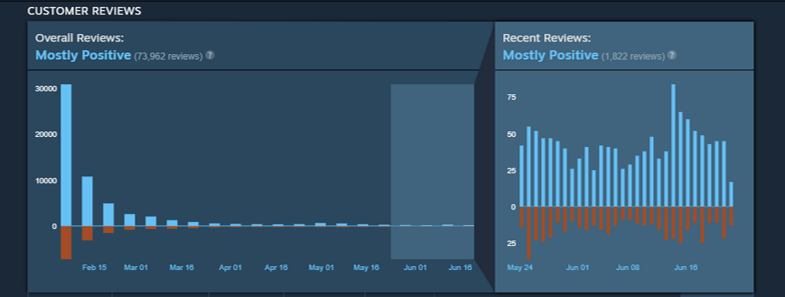 CUSTOMER REVIEWS
Overall Reviews:
Mostly Positive (73,962 reviews) ?
30000
20000
10000
0
Feb 15 Mar 01 Mar 16 Apr 01 Apr 16 May 01 May 16 Jun 01 Jun 16
Recent Reviews:
Mostly Positive (1,822 reviews) ?
75
50
25
0
25
May 24 Jun 01 Jun 08 Jun 16